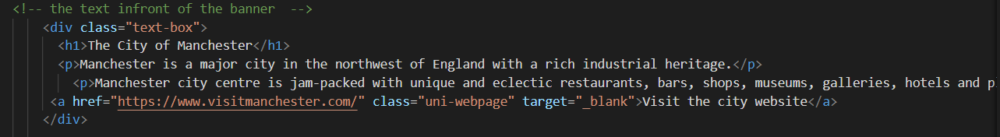 <!-- the text infront of the banner  -->
<div class="text-box">
<h1>The City of Manchester</h1>
<p>Manchester is a major city in the northwest of England with a rich industrial heritage.</p>
<p>Manchester city centre is jam-packed with unique and eclectic restaurants, bars, shops, museums, galleries, hotels and
<a href="https://www.visitmanchester.com/" class="uni-webpage" target="_blank">Visit the city website</a>
</div>